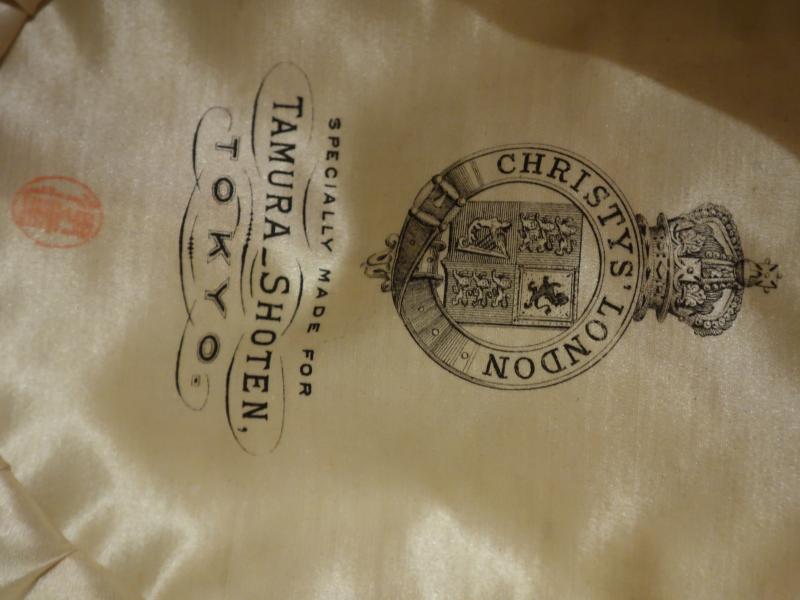 CHRISTYS' LONDON
SPECIALLY MADE FOR
TAMURA-SHOTEN,
TOKYO.